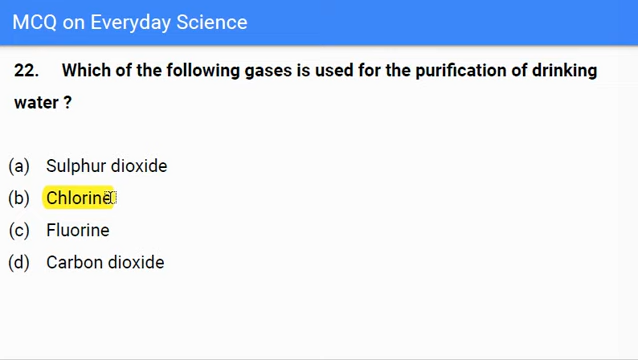 MCQ on Everyday Science
22. Which of the following gases is used for the purification of drinking
water ?
(a) Sulphur dioxide
(b) Chlorine
(c) Fluorine
(d) Carbon dioxide